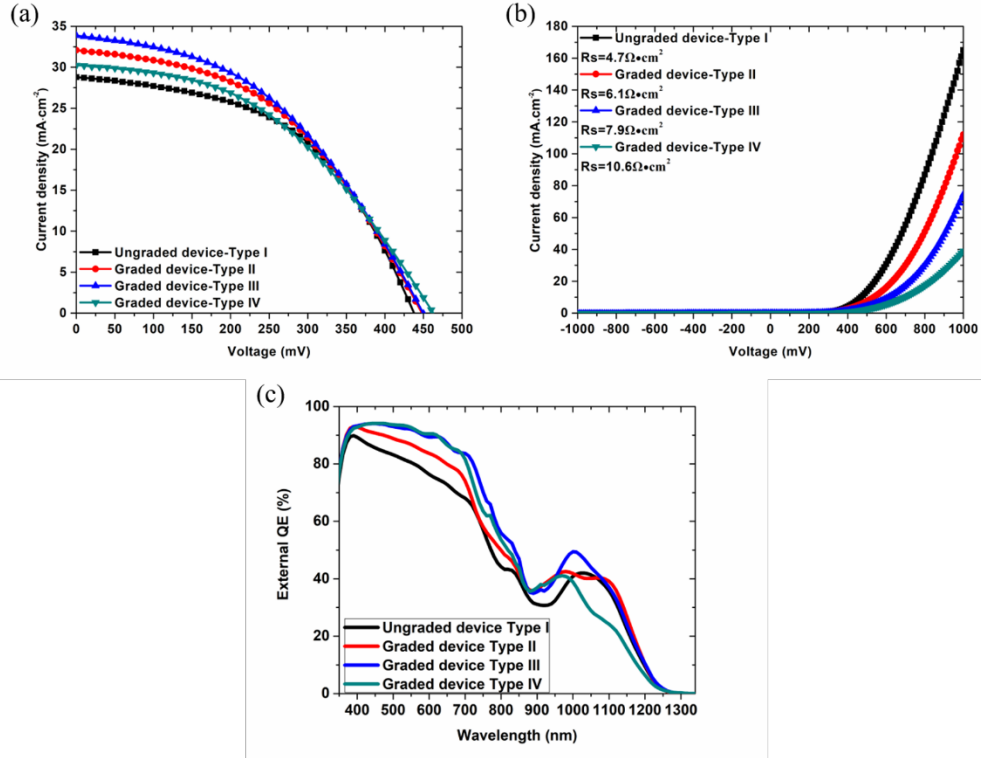 (a)
35
30
25
20
15
10
5
0
Current density (mA·cm⁻²)
Ungraded device-Type I
Graded device-Type II
Graded device-Type III
Graded device-Type IV
0 50 100 150 200 250 300 350 400 450 500
Voltage (mV)
(b)
180
160
140
120
100
80
60
40
20
0
Current density (mA.cm⁻²)
Ungraded device-Type I
Rs=4.7Ω•cm²
Graded device-Type II
Rs=6.1Ω•cm²
Graded device-Type III
Rs=7.9Ω•cm²
Graded device-Type IV
Rs=10.6Ω•cm²
-1000 -800 -600 -400 -200 0 200 400 600 800 1000
Voltage (mV)
(c)
100
80
60
40
20
0
External QE (%)
Ungraded device Type I
Graded device Type II
Graded device Type III
Graded device Type IV
400 500 600 700 800 900 1000 1100 1200 1300
Wavelength (nm)